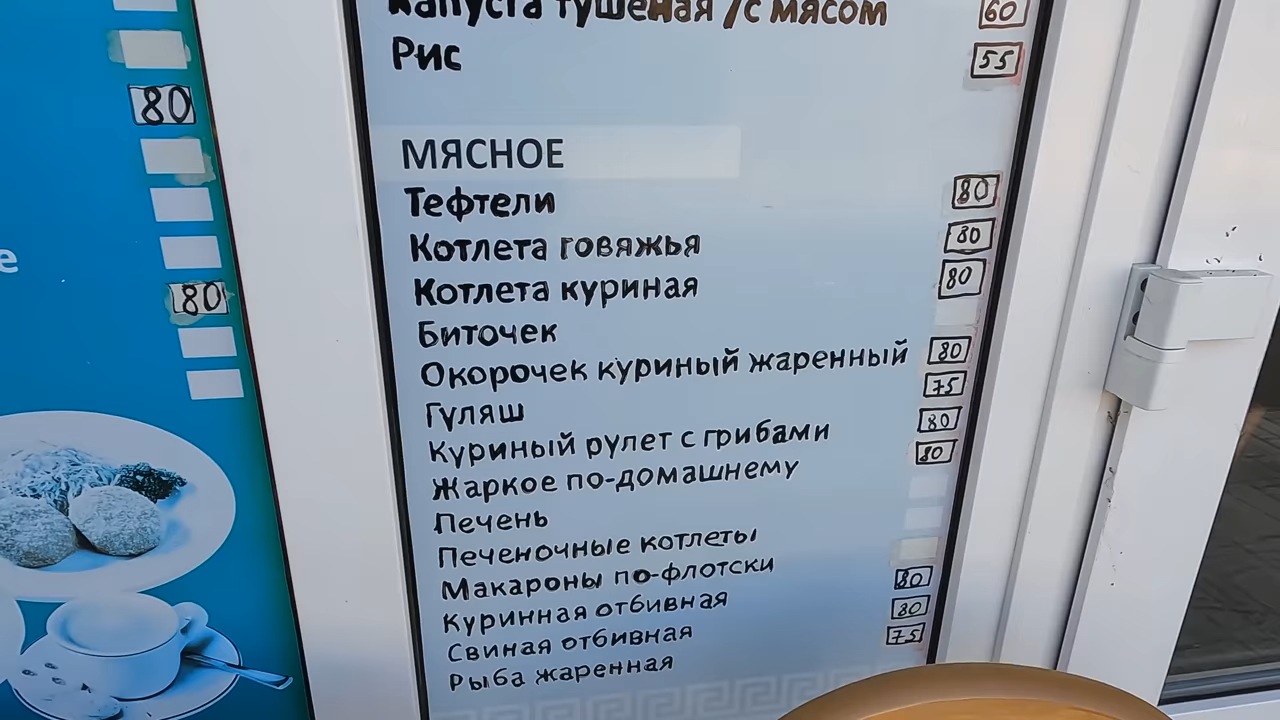 80
е
80
Капуста тушеная /с мясом 60
Рис 55
МЯСНОЕ
Тефтели 80
Котлета говяжья 80
Котлета куриная 80
Биточек
Окорочек куриный жаренный 80
Гуляш 75
Куриный рулет с грибами 80
Жаркое по-домашнему 80
Печень
Печеночные котлеты
Макароны по-флотски
Куринная отбивная 80
Свиная отбивная 80
Рыба жаренная 75